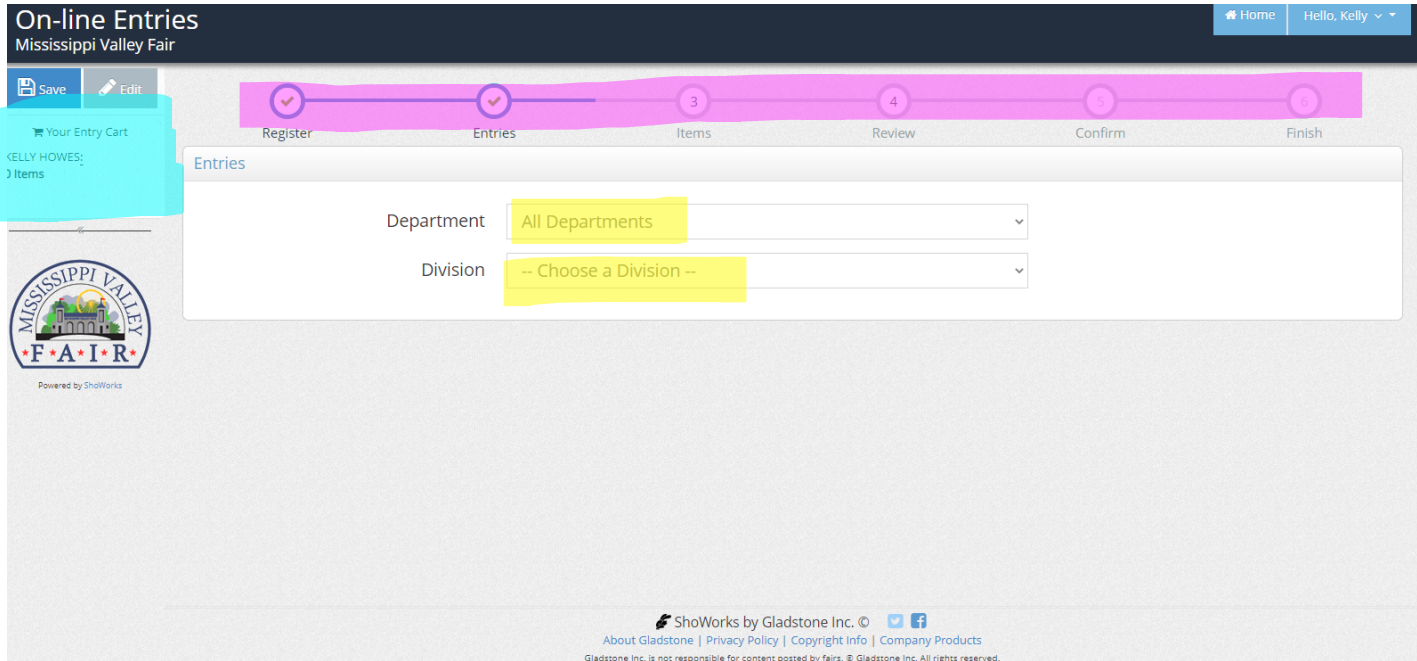 On-line Entries
Mississippi Valley Fair
Home
Hello, Kelly
Save
Edit
Your Entry Cart
KELLY HOWES:
0 Items
3
4
5
6
Register
Entries
Items
Review
Confirm
Finish
Entries
Department
All Departments
Division
-- Choose a Division --
MISSISSIPPI VALLEY
F*A*I*R
Powered by ShoWorks
ShoWorks by Gladstone Inc. ©
About Gladstone | Privacy Policy | Copyright Info | Company Products
Gladstone Inc. is not responsible for content posted by fairs. © Gladstone Inc. All rights reserved.